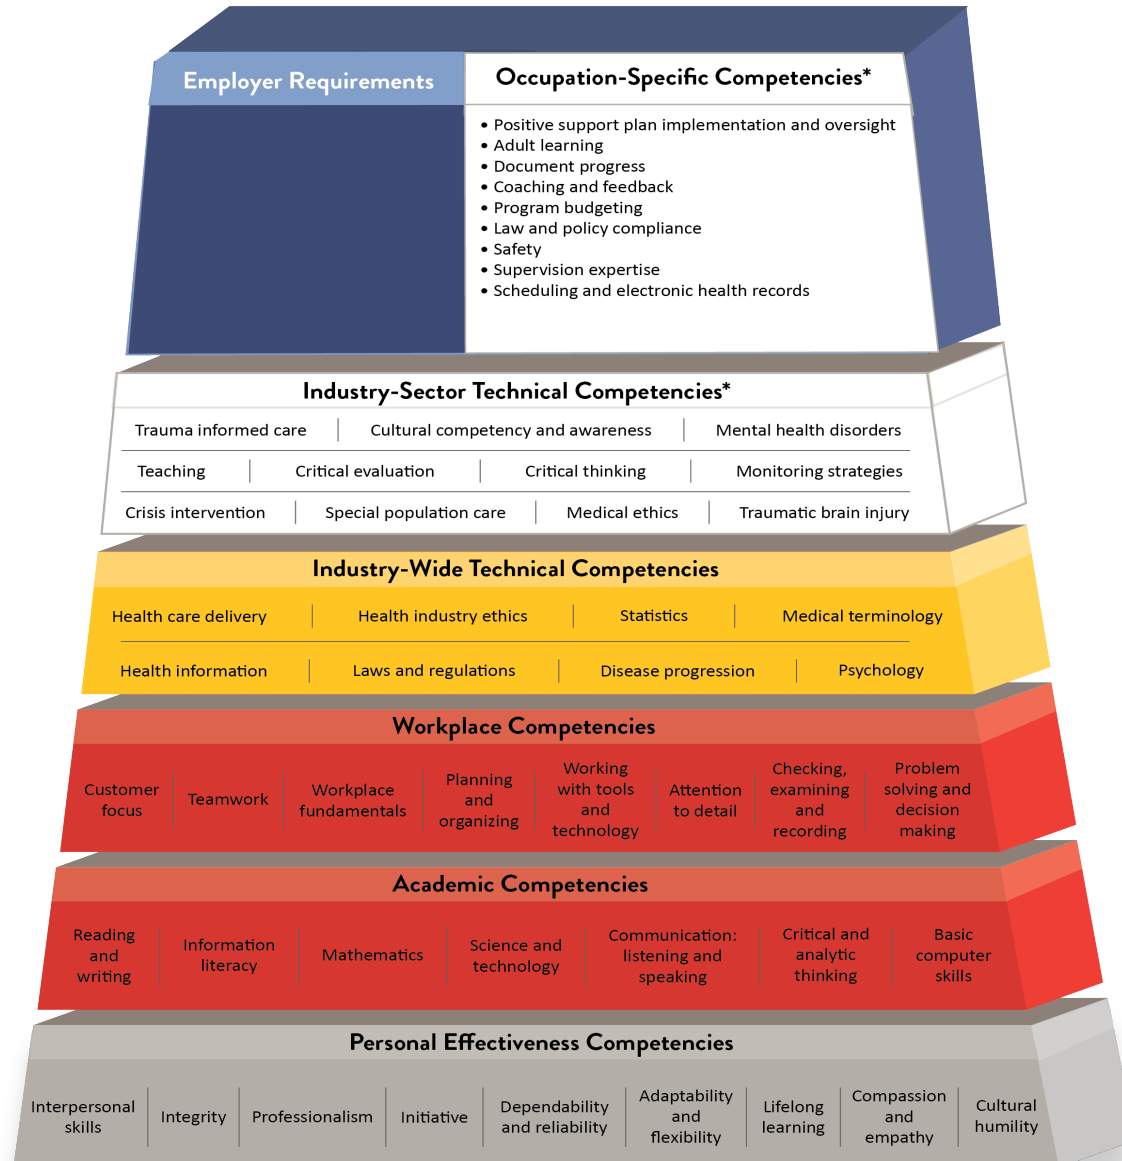 Employer Requirements
Occupation-Specific Competencies*
• Positive support plan implementation and oversight
• Adult learning
• Document progress
• Coaching and feedback
• Program budgeting
• Law and policy compliance
• Safety
• Supervision expertise
• Scheduling and electronic health records
Industry-Sector Technical Competencies*
Trauma informed care
Cultural competency and awareness
Mental health disorders
Teaching
Critical evaluation
Critical thinking
Monitoring strategies
Crisis intervention
Special population care
Medical ethics
Traumatic brain injury
Industry-Wide Technical Competencies
Health care delivery
Health industry ethics
Statistics
Medical terminology
Health information
Laws and regulations
Disease progression
Psychology
Workplace Competencies
Customer
focus
Teamwork
Workplace
fundamentals
Planning
and
organizing
Working
with tools
and
technology
Attention
to detail
Checking,
examining
and
recording
Problem
solving and
decision
making
Academic Competencies
Reading
and
writing
Information
literacy
Mathematics
Science and
technology
Communication:
listening and
speaking
Critical and
analytic
thinking
Basic
computer
skills
Personal Effectiveness Competencies
Interpersonal
skills
Integrity
Professionalism
Initiative
Dependability
and reliability
Adaptability
and
flexibility
Lifelong
learning
Compassion
and
empathy
Cultural
humility